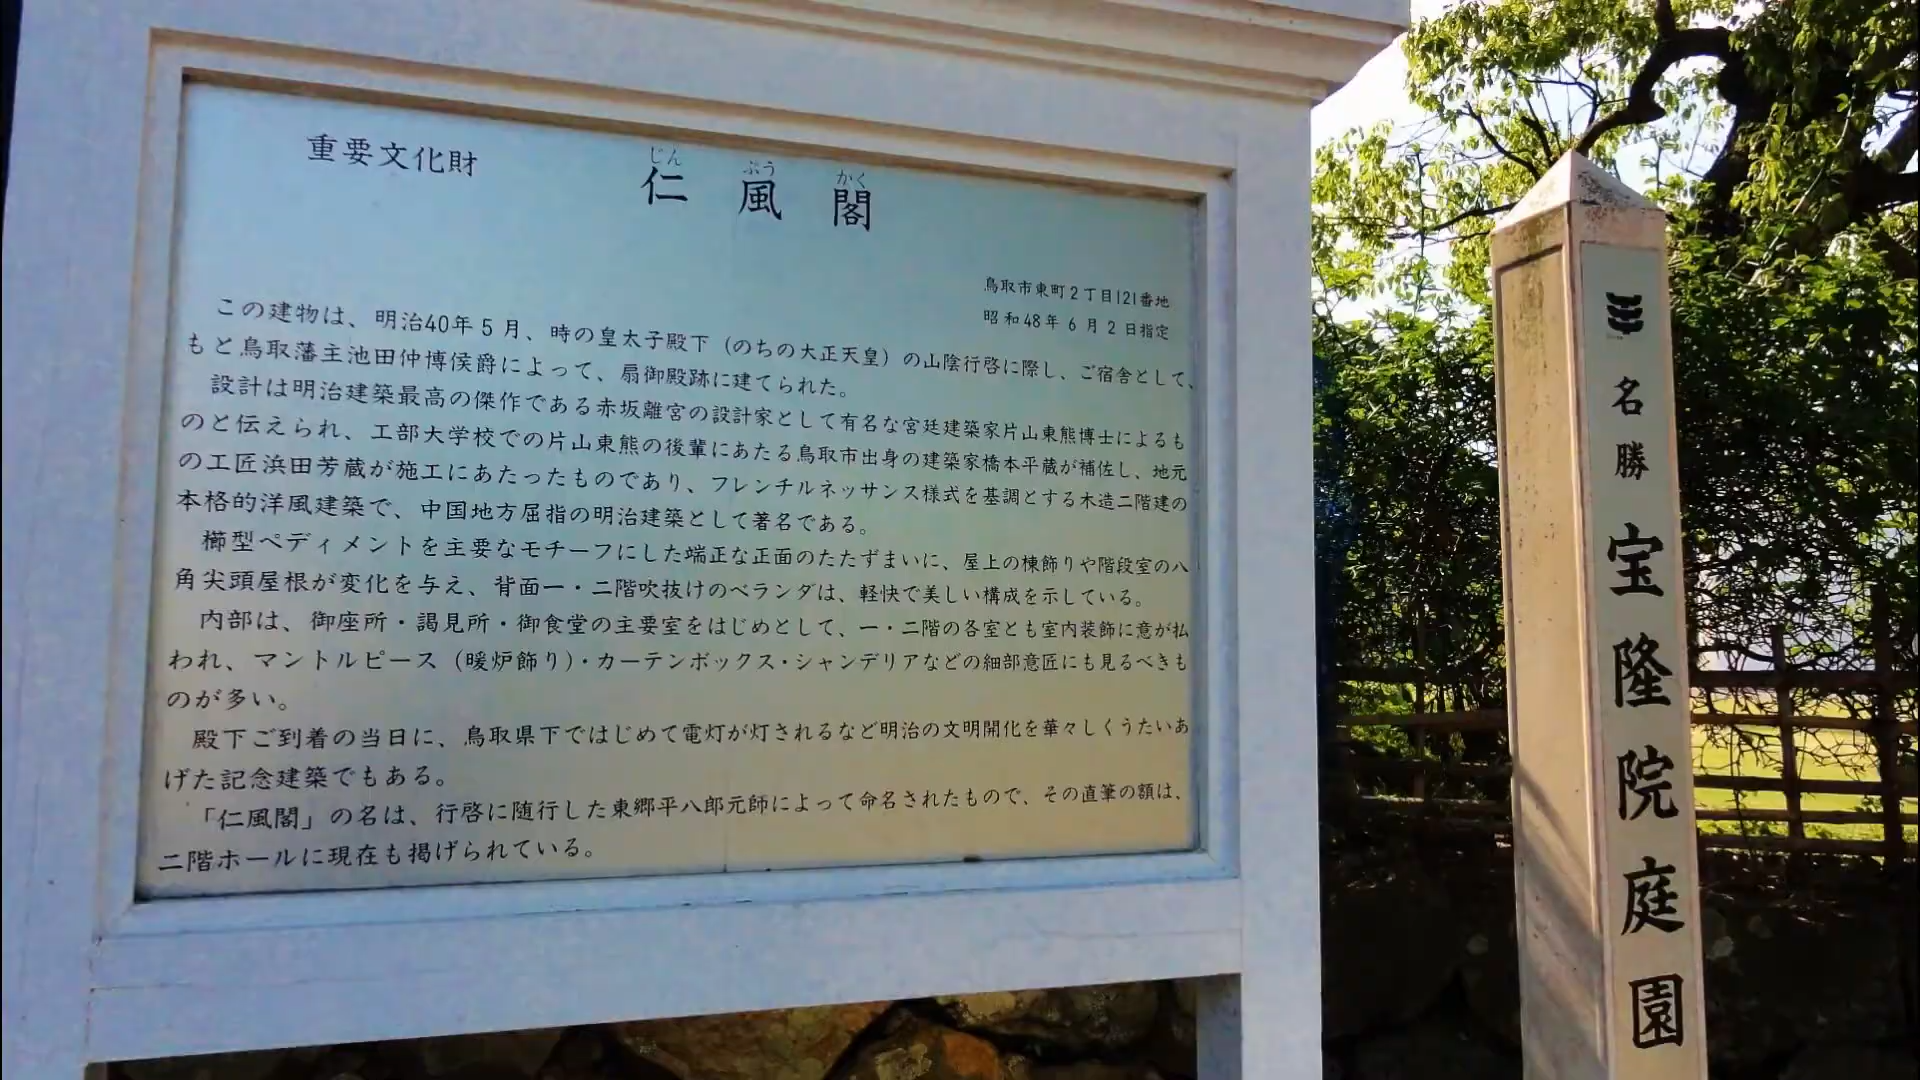 重要文化財
じん ぷう かく
仁風閣
鳥取市東町2丁目121番地
昭和48年6月2日指定
この建物は、明治40年5月、時の皇太子殿下（のちの大正天皇）の山陰行啓に際し、ご宿舎として、
もと鳥取藩主池田仲博侯爵によって、扇御殿跡に建てられた。
設計は明治建築最高の傑作である赤坂離宮の設計家として有名な宮廷建築家片山東熊博士によるも
のと伝えられ、工部大学校での片山東熊の後輩にあたる鳥取市出身の建築家橋本平蔵が補佐し、地元
の工匠浜田芳蔵が施工にあたったものであり、フレンチルネッサンス様式を基調とする木造二階建の
本格的洋風建築で、中国地方屈指の明治建築として著名である。
櫛型ペディメントを主要なモチーフにした端正な正面のたたずまいに、屋上の棟飾りや階段室の八
角尖頭屋根が変化を与え、背面一・二階吹抜けのベランダは、軽快で美しい構成を示している。
内部は、御座所・謁見所・御食堂の主要室をはじめとして、一・二階の各室とも室内装飾に意が払
われ、マントルピース（暖炉飾り）・カーテンボックス・シャンデリアなどの細部意匠にも見るべきも
のが多い。
殿下ご到着の当日に、鳥取県下ではじめて電灯が灯されるなど明治の文明開化を華々しくうたいあ
げた記念建築でもある。
「仁風閣」の名は、行啓に随行した東郷平八郎元師によって命名されたもので、その直筆の額は、
二階ホールに現在も掲げられている。
名勝 宝隆院庭園